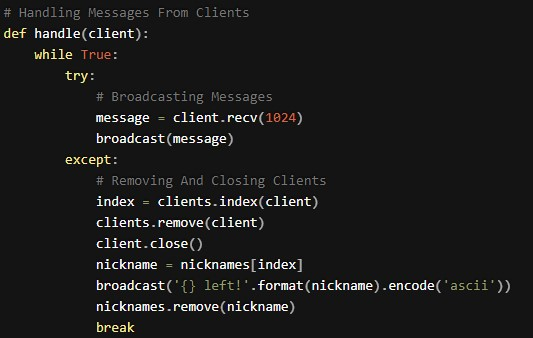 # Handling Messages From Clients
def handle(client):
    while True:
        try:
            # Broadcasting Messages
            message = client.recv(1024)
            broadcast(message)
        except:
            # Removing And Closing Clients
            index = clients.index(client)
            clients.remove(client)
            client.close()
            nickname = nicknames[index]
            broadcast('{} left!'.format(nickname).encode('ascii'))
            nicknames.remove(nickname)
            break